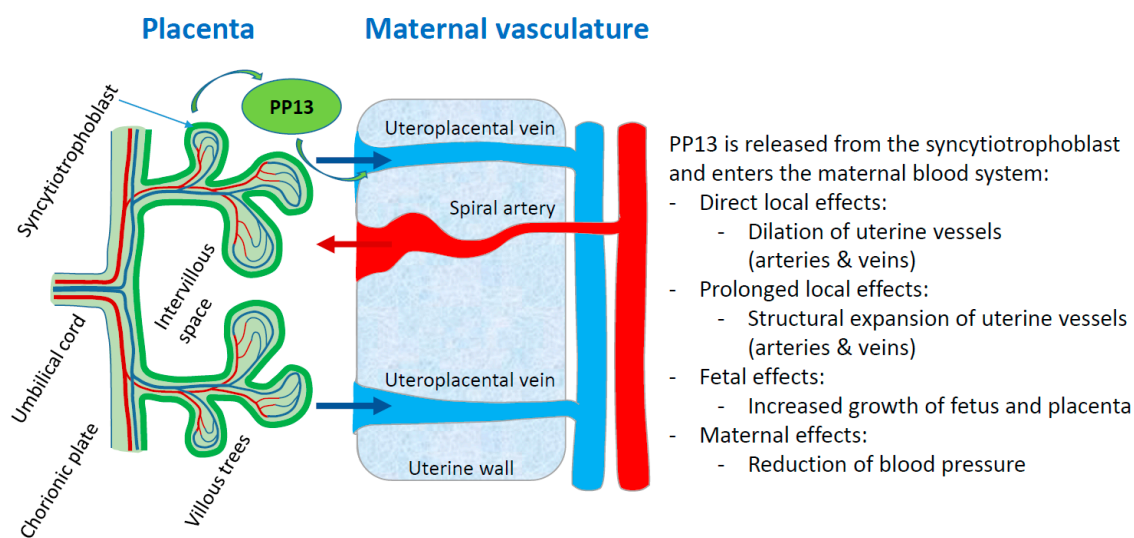 Placenta
Maternal vasculature
Syncytiotrophoblast
PP13
Uteroplacental vein
Spiral artery
Intervillous
space
Umbilical cord
Uteroplacental vein
Chorionic plate
Villous trees
Uterine wall
PP13 is released from the syncytiotrophoblast
and enters the maternal blood system:
- Direct local effects:
- Dilation of uterine vessels
(arteries & veins)
- Prolonged local effects:
- Structural expansion of uterine vessels
(arteries & veins)
- Fetal effects:
- Increased growth of fetus and placenta
- Maternal effects:
- Reduction of blood pressure